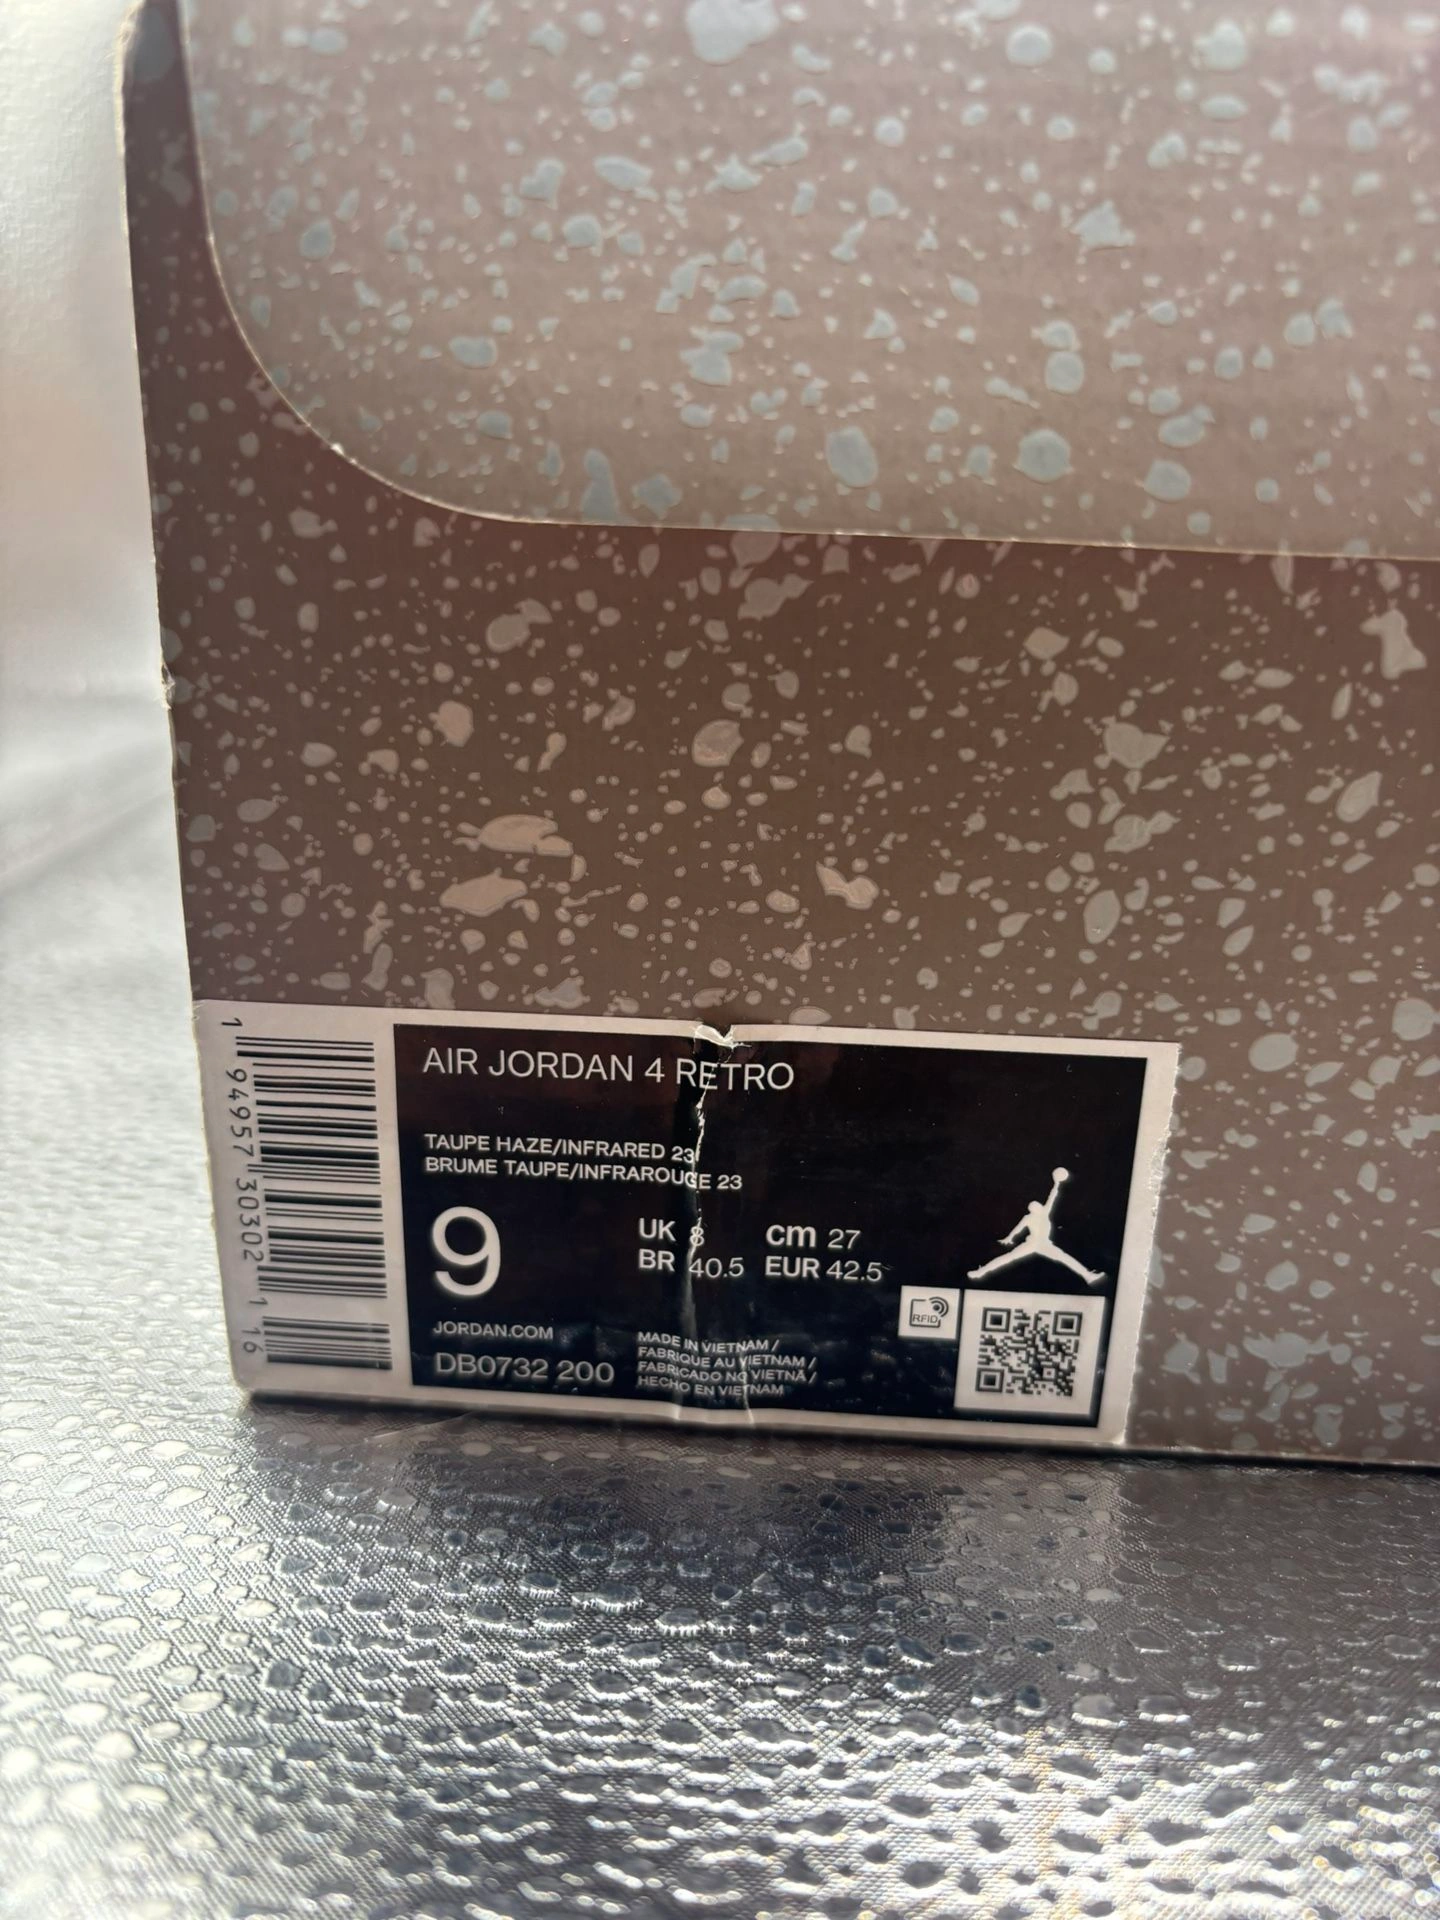 AIR JORDAN 4 RETRO
TAUPE HAZE/INFRARED 23
BRUME TAUPE/INFRAROUGE 23
9
UK 8
BR 40.5
cm 27
EUR 42.5
JORDAN.COM
DB0732 200
MADE IN VIETNAM /
FABRIQUE AU VIETNAM /
FABRICADO NO VIETNÃ /
HECHO EN VIETNAM
RFID
1 94957 30302 1 16